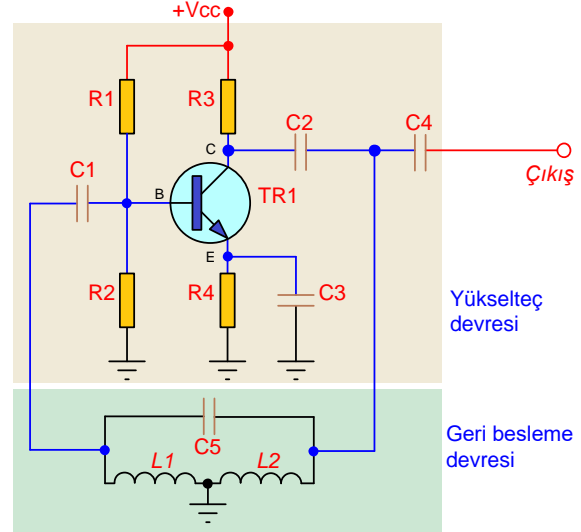 +Vcc
R1
R3
C2
C4
C
C1
B
TR1
Çıkış
E
R2
R4
C3
Yükselteç
devresi
C5
Geri besleme
devresi
L1
L2